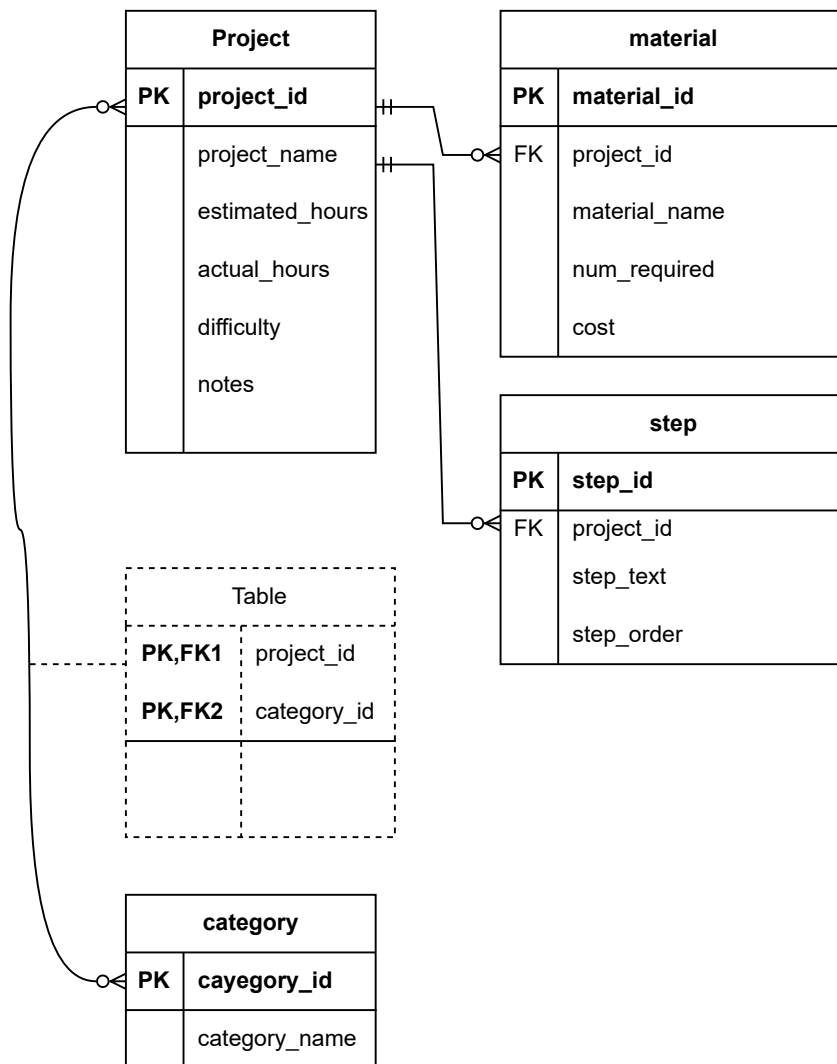 Project
PK project_id
project_name
estimated_hours
actual_hours
difficulty
notes
material
PK material_id
FK project_id
material_name
num_required
cost
step
PK step_id
FK project_id
step_text
step_order
Table
PK,FK1 project_id
PK,FK2 category_id
category
PK cayegory_id
category_name